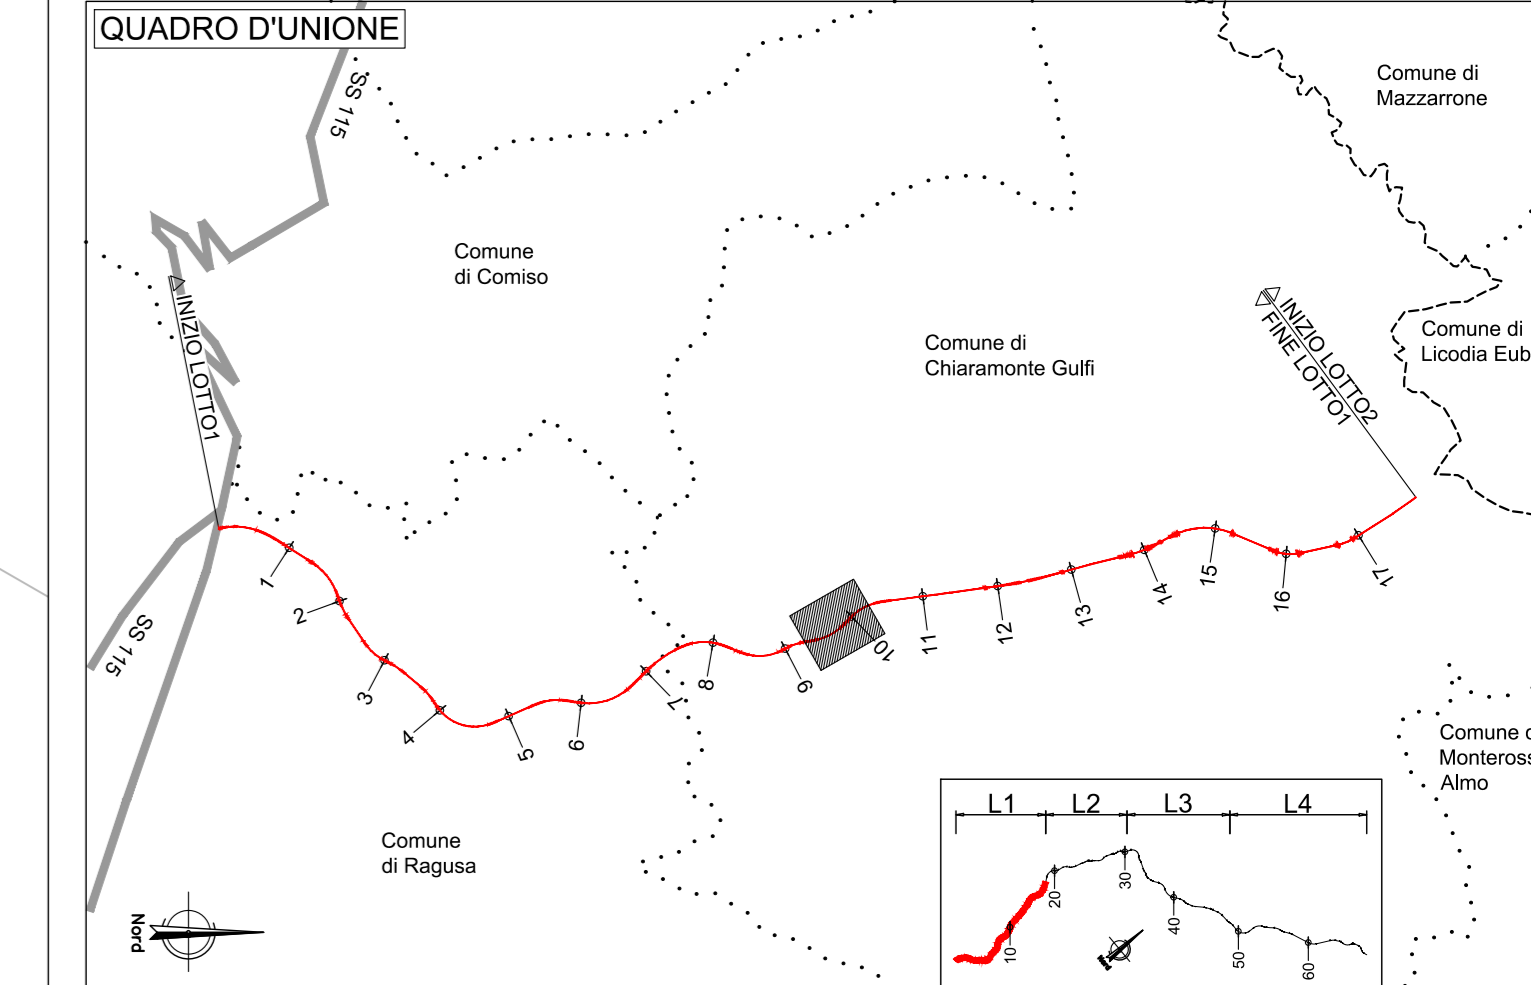 QUADRO D'UNIONE
SS 115
Comune di
Mazzarrone
Comune
di Comiso
INIZIO LOTTO1
Comune di
Chiaramonte Gulfi
INIZIO LOTTO2
FINE LOTTO1
Comune di
Licodia Eub
1
2
3
4
5
6
7
8
9
10
11
12
13
14
15
16
17
SS 115
Comune
di Ragusa
Nord
Monteross
Almo
Comune d
L1
L2
L3
L4
10
20
30
40
50
60